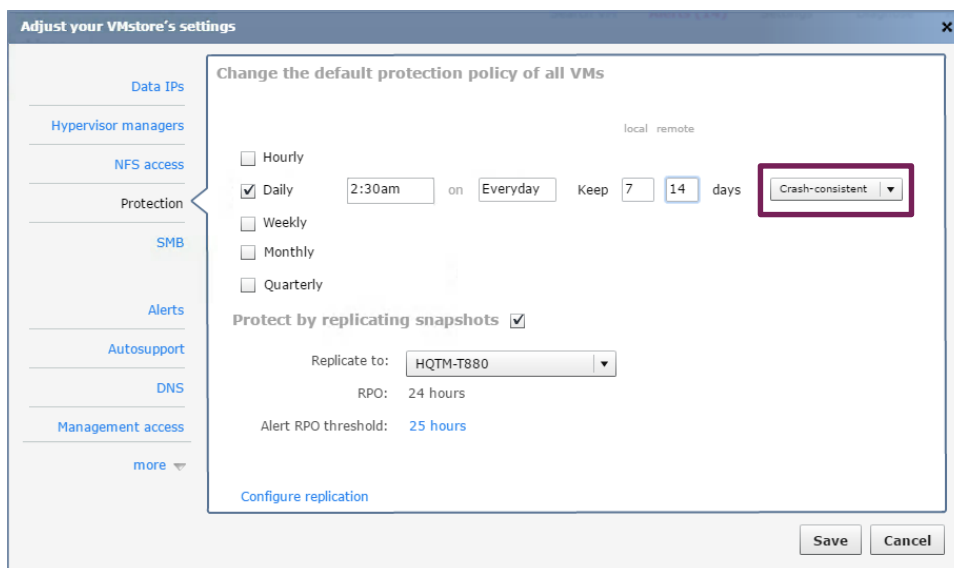 Adjust your VMstore's settings
Data IPs
Hypervisor managers
NFS access
Protection
SMB
Alerts
Autosupport
DNS
Management access
more
Change the default protection policy of all VMs
local remote
Hourly
Daily 2:30am on Everyday Keep 7 14 days Crash-consistent
Weekly
Monthly
Quarterly
Protect by replicating snapshots
Replicate to: HQTM-T880
RPO: 24 hours
Alert RPO threshold: 25 hours
Configure replication
Save Cancel